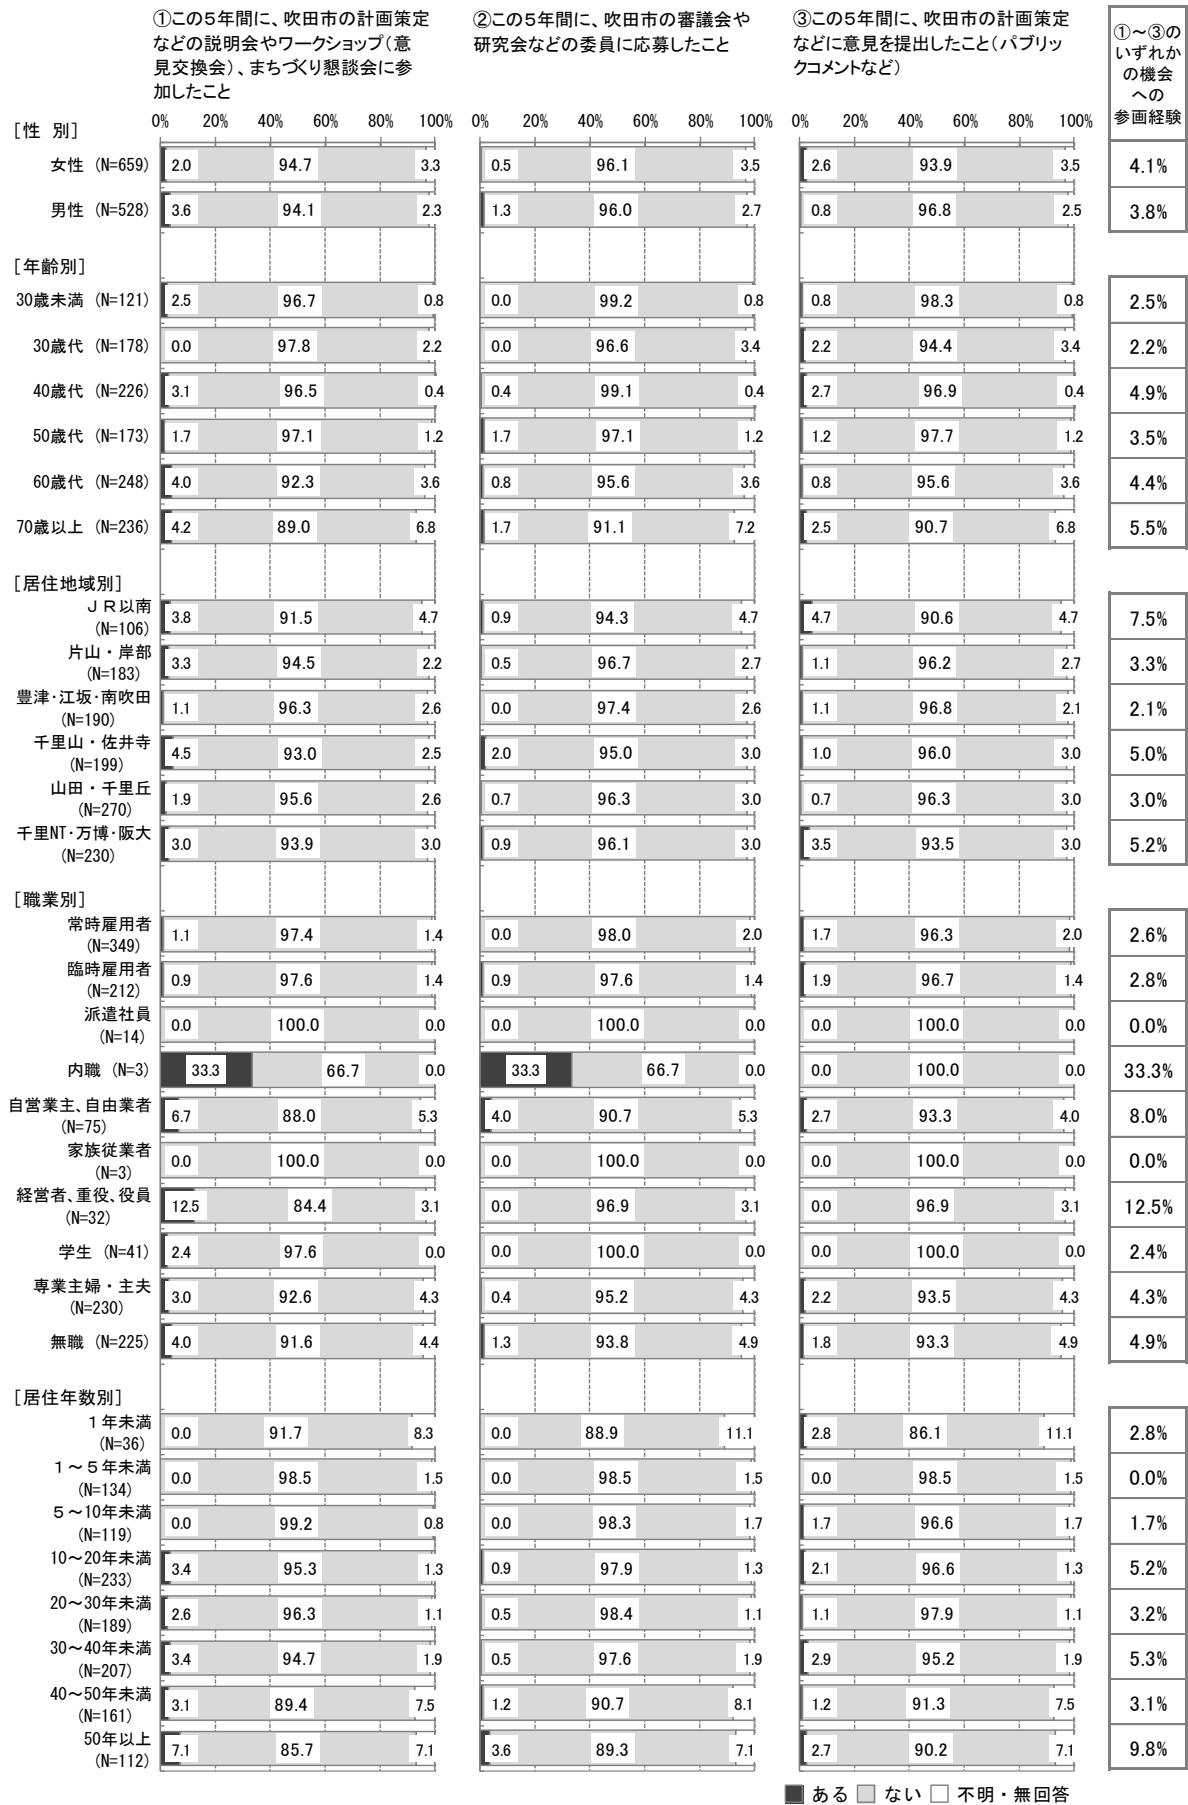 ①この５年間に、吹田市の計画策定
などの説明会やワークショップ（意
見交換会）、まちづくり懇談会に参
加したこと
②この５年間に、吹田市の審議会や
研究会などの委員に応募したこと
③この５年間に、吹田市の計画策定
などに意見を提出したこと（パブリッ
クコメントなど）
①～③の
いずれか
の機会
への
参画経験
0% 20% 40% 60% 80% 100% 0% 20% 40% 60% 80% 100% 0% 20% 40% 60% 80% 100%
［性 別］
女性 (N=659) 2.0 94.7 3.3 0.5 96.1 3.5 2.6 93.9 3.5 4.1%
男性 (N=528) 3.6 94.1 2.3 1.3 96.0 2.7 0.8 96.8 2.5 3.8%
［年齢別］
30歳未満 (N=121) 2.5 96.7 0.8 0.0 99.2 0.8 0.8 98.3 0.8 2.5%
30歳代 (N=178) 0.0 97.8 2.2 0.0 96.6 3.4 2.2 94.4 3.4 2.2%
40歳代 (N=226) 3.1 96.5 0.4 0.4 99.1 0.4 2.7 96.9 0.4 4.9%
50歳代 (N=173) 1.7 97.1 1.2 1.7 97.1 1.2 1.2 97.7 1.2 3.5%
60歳代 (N=248) 4.0 92.3 3.6 0.8 95.6 3.6 0.8 95.6 3.6 4.4%
70歳以上 (N=236) 4.2 89.0 6.8 1.7 91.1 7.2 2.5 90.7 6.8 5.5%
［居住地域別］
ＪＲ以南
(N=106) 3.8 91.5 4.7 0.9 94.3 4.7 4.7 90.6 4.7 7.5%
片山・岸部
(N=183) 3.3 94.5 2.2 0.5 96.7 2.7 1.1 96.2 2.7 3.3%
豊津・江坂・南吹田
(N=190) 1.1 96.3 2.6 0.0 97.4 2.6 1.1 96.8 2.1 2.1%
千里山・佐井寺
(N=199) 4.5 93.0 2.5 2.0 95.0 3.0 1.0 96.0 3.0 5.0%
山田・千里丘
(N=270) 1.9 95.6 2.6 0.7 96.3 3.0 0.7 96.3 3.0 3.0%
千里NT・万博・阪大
(N=230) 3.0 93.9 3.0 0.9 96.1 3.0 3.5 93.5 3.0 5.2%
［職業別］
常時雇用者
(N=349) 1.1 97.4 1.4 0.0 98.0 2.0 1.7 96.3 2.0 2.6%
臨時雇用者
(N=212) 0.9 97.6 1.4 0.9 97.6 1.4 1.9 96.7 1.4 2.8%
派遣社員
(N=14) 0.0 100.0 0.0 0.0 100.0 0.0 0.0 100.0 0.0 0.0%
内職 (N=3) 33.3 66.7 0.0 33.3 66.7 0.0 0.0 100.0 0.0 33.3%
自営業主、自由業者
(N=75) 6.7 88.0 5.3 4.0 90.7 5.3 2.7 93.3 4.0 8.0%
家族従業者
(N=3) 0.0 100.0 0.0 0.0 100.0 0.0 0.0 100.0 0.0 0.0%
経営者、重役、役員
(N=32) 12.5 84.4 3.1 0.0 96.9 3.1 0.0 96.9 3.1 12.5%
学生 (N=41) 2.4 97.6 0.0 0.0 100.0 0.0 0.0 100.0 0.0 2.4%
専業主婦・主夫
(N=230) 3.0 92.6 4.3 0.4 95.2 4.3 2.2 93.5 4.3 4.3%
無職 (N=225) 4.0 91.6 4.4 1.3 93.8 4.9 1.8 93.3 4.9 4.9%
［居住年数別］
１年未満
(N=36) 0.0 91.7 8.3 0.0 88.9 11.1 2.8 86.1 11.1 2.8%
１～５年未満
(N=134) 0.0 98.5 1.5 0.0 98.5 1.5 0.0 98.5 1.5 0.0%
５～10年未満
(N=119) 0.0 99.2 0.8 0.0 98.3 1.7 1.7 96.6 1.7 1.7%
10～20年未満
(N=233) 3.4 95.3 1.3 0.9 97.9 1.3 2.1 96.6 1.3 5.2%
20～30年未満
(N=189) 2.6 96.3 1.1 0.5 98.4 1.1 1.1 97.9 1.1 3.2%
30～40年未満
(N=207) 3.4 94.7 1.9 0.5 97.6 1.9 2.9 95.2 1.9 5.3%
40～50年未満
(N=161) 3.1 89.4 7.5 1.2 90.7 8.1 1.2 91.3 7.5 3.1%
50年以上
(N=112) 7.1 85.7 7.1 3.6 89.3 7.1 2.7 90.2 7.1 9.8%
ある ない 不明・無回答